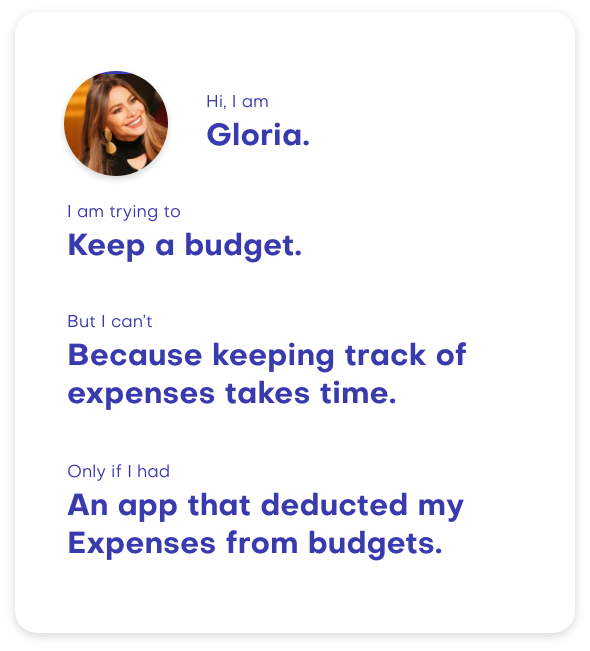 Hi, I am
Gloria.
I am trying to
Keep a budget.
But I can't
Because keeping track of
expenses takes time.
Only if I had
An app that deducted my
Expenses from budgets.